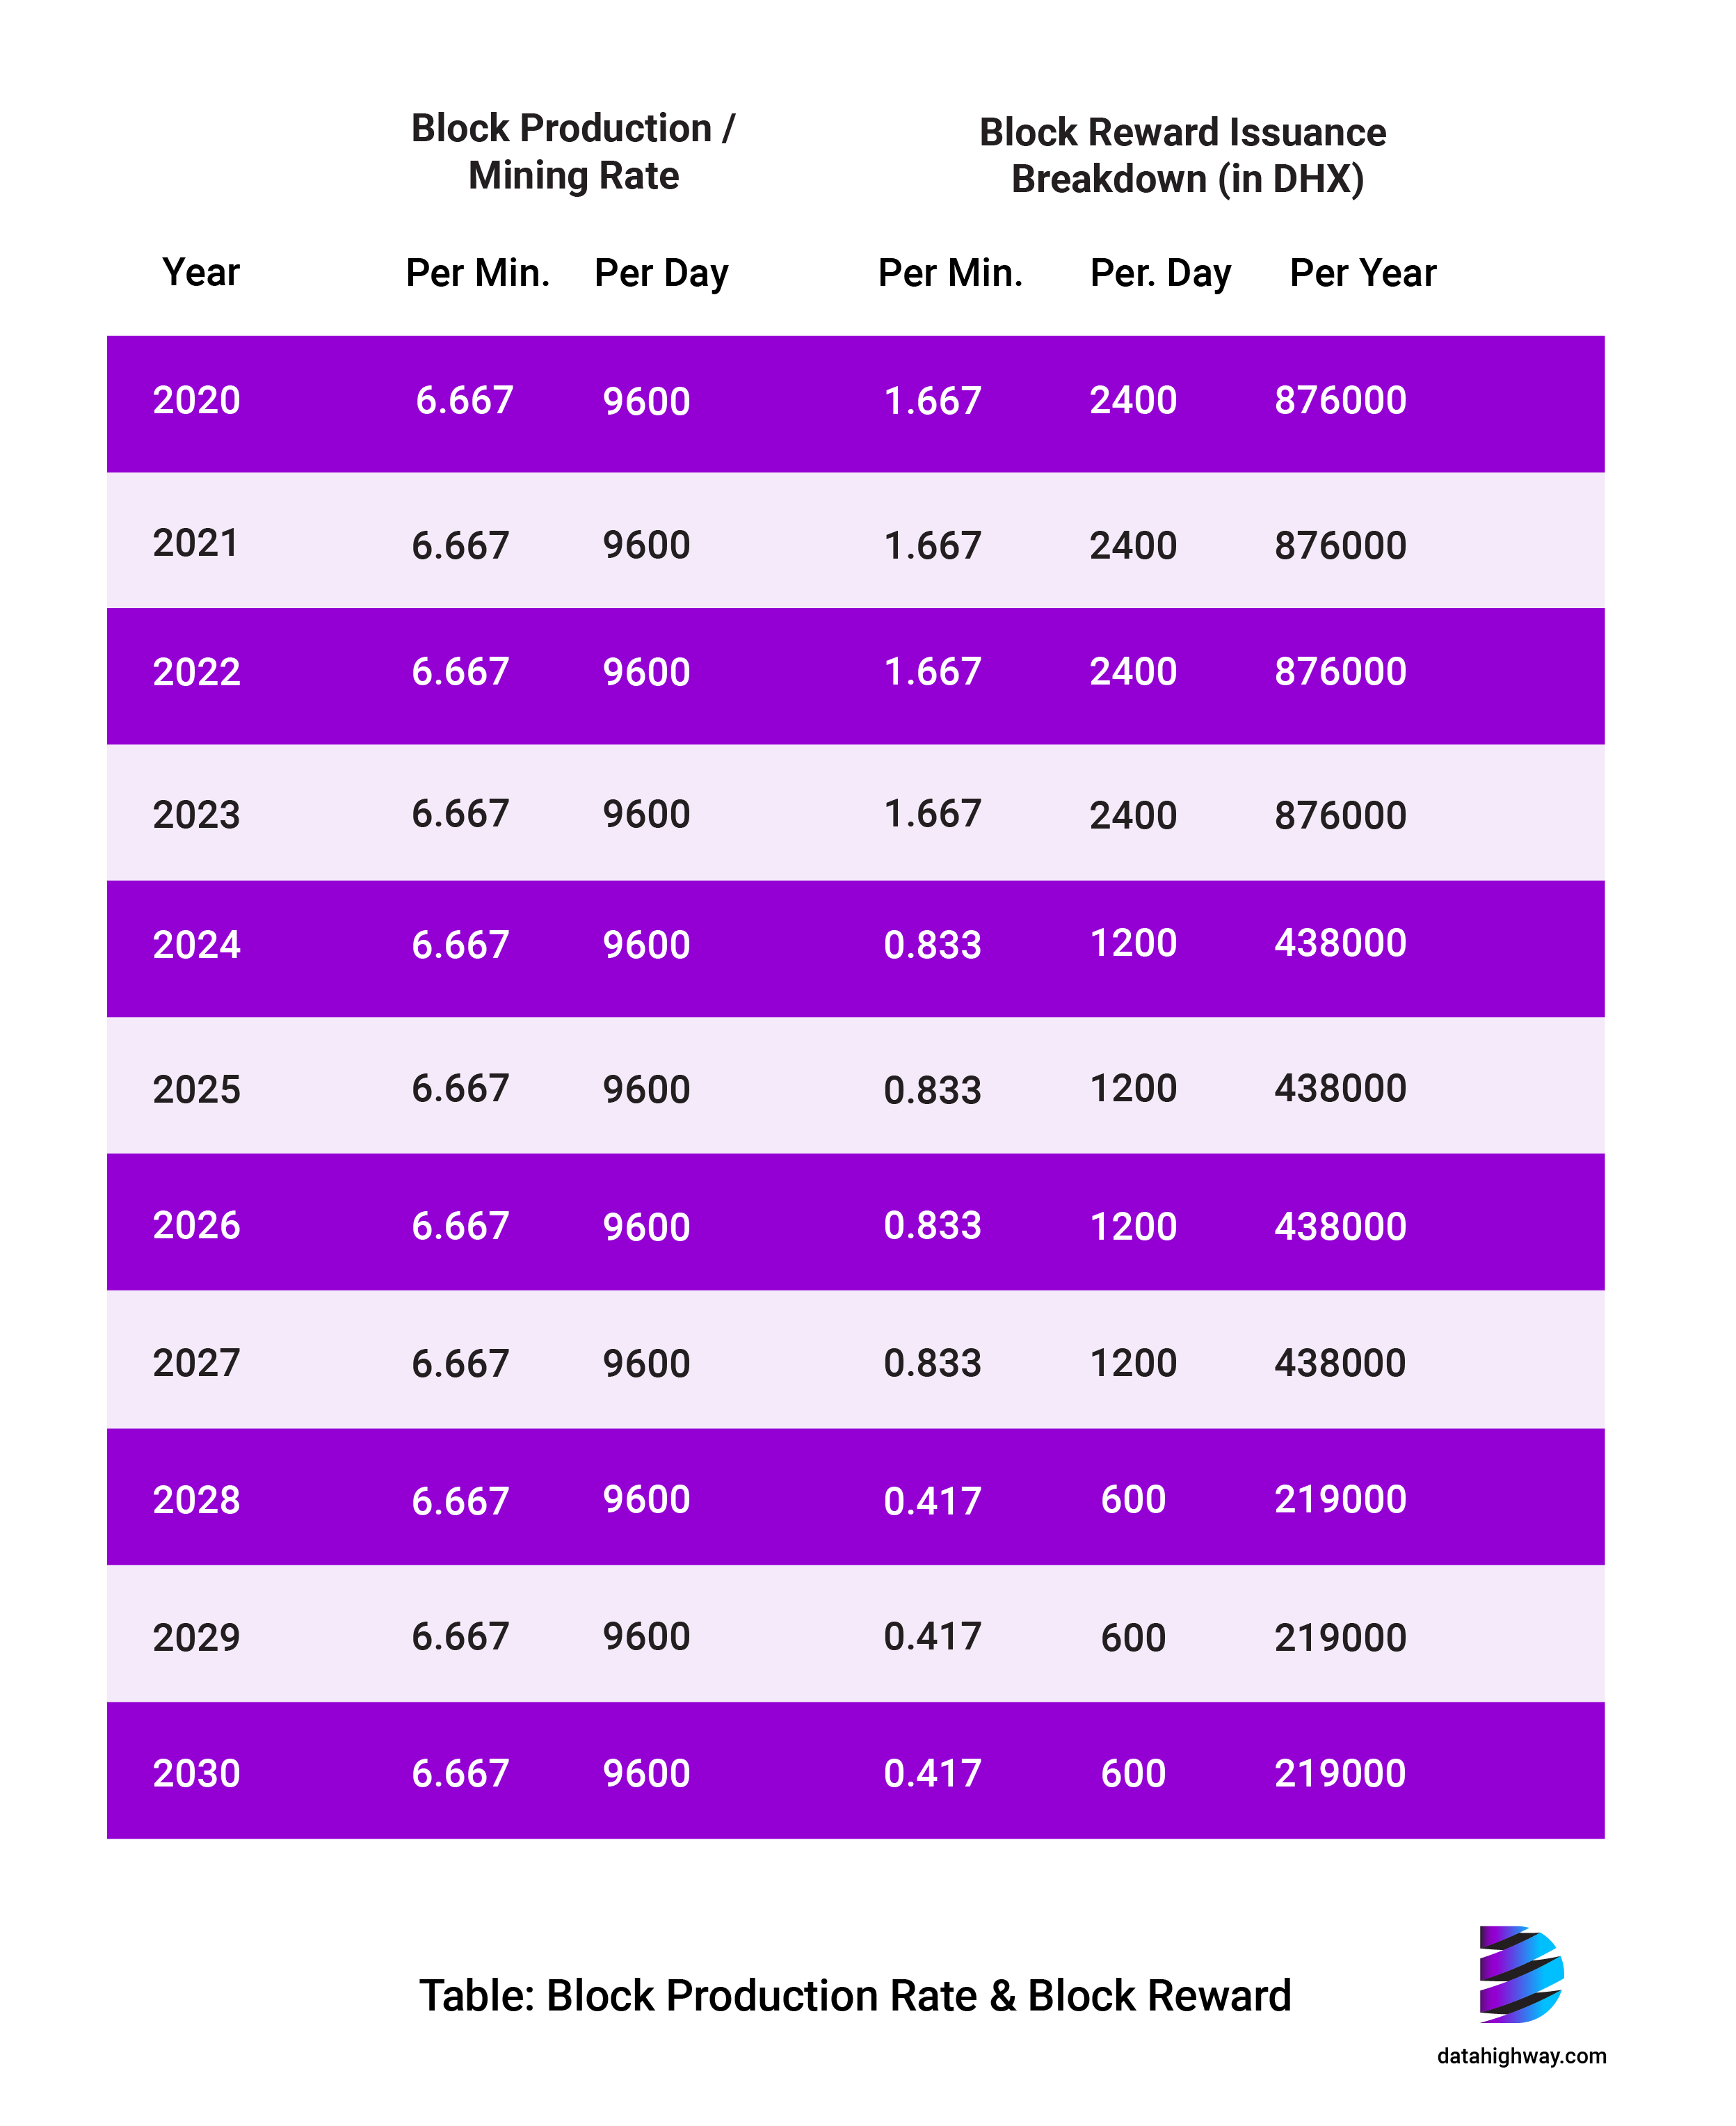 Block Production /
Mining Rate
Block Reward Issuance
Breakdown (in DHX)
Year Per Min. Per Day Per Min. Per. Day Per Year
2020 6.667 9600 1.667 2400 876000
2021 6.667 9600 1.667 2400 876000
2022 6.667 9600 1.667 2400 876000
2023 6.667 9600 1.667 2400 876000
2024 6.667 9600 0.833 1200 438000
2025 6.667 9600 0.833 1200 438000
2026 6.667 9600 0.833 1200 438000
2027 6.667 9600 0.833 1200 438000
2028 6.667 9600 0.417 600 219000
2029 6.667 9600 0.417 600 219000
2030 6.667 9600 0.417 600 219000
Table: Block Production Rate & Block Reward
datahighway.com